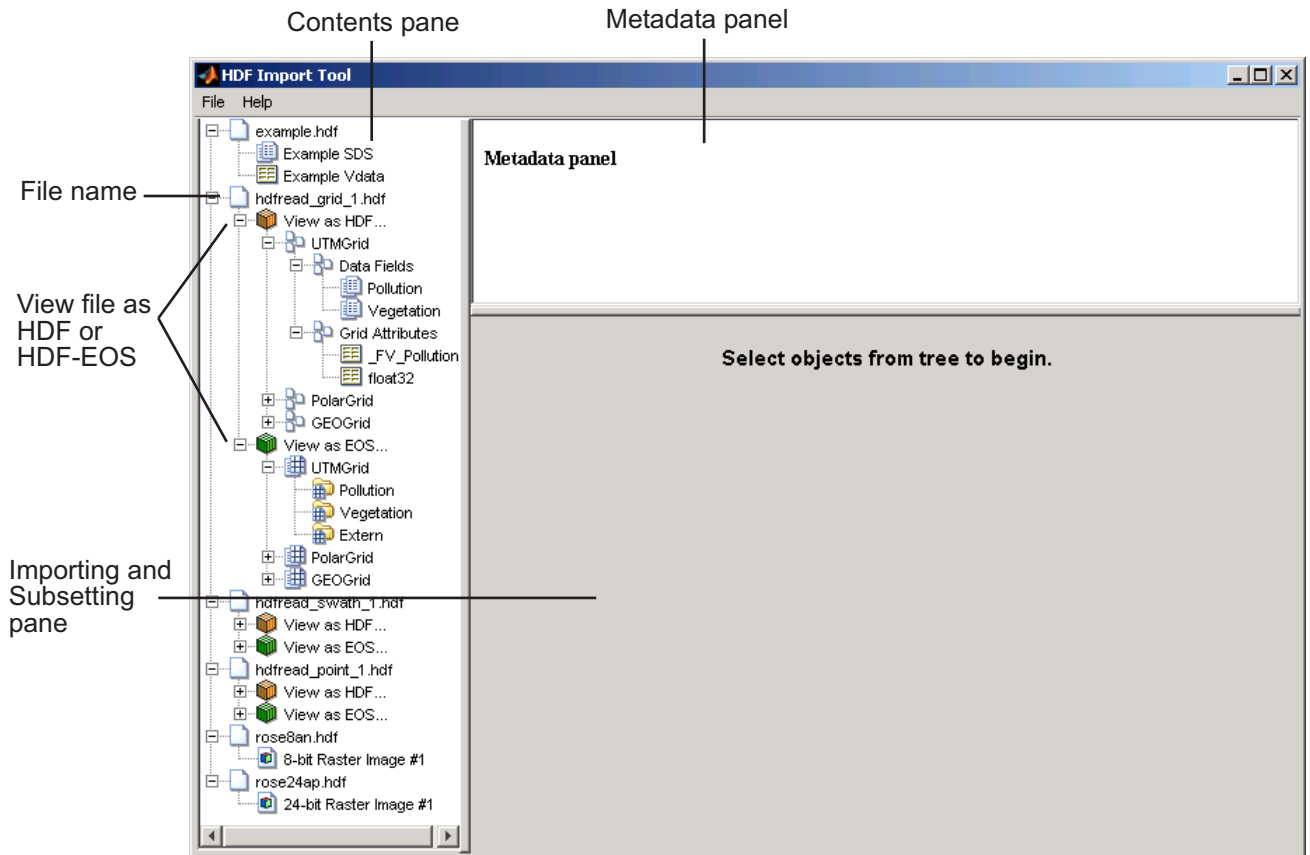 Contents pane
Metadata panel
HDF Import Tool
File Help
example.hdf
Example SDS
Example Vdata
hdfread_grid_1.hdf
View as HDF...
UTMGrid
Data Fields
Pollution
Vegetation
Grid Attributes
_FV_Pollution
float32
PolarGrid
GEOGrid
View as EOS...
UTMGrid
Pollution
Vegetation
Extern
PolarGrid
GEOGrid
hdfread_swath_1.hdf
View as HDF...
View as EOS...
hdfread_point_1.hdf
View as HDF...
View as EOS...
rose8an.hdf
8-bit Raster Image #1
rose24ap.hdf
24-bit Raster Image #1
Metadata panel
Select objects from tree to begin.
File name
View file as
HDF or
HDF-EOS
Importing and
Subsetting
pane